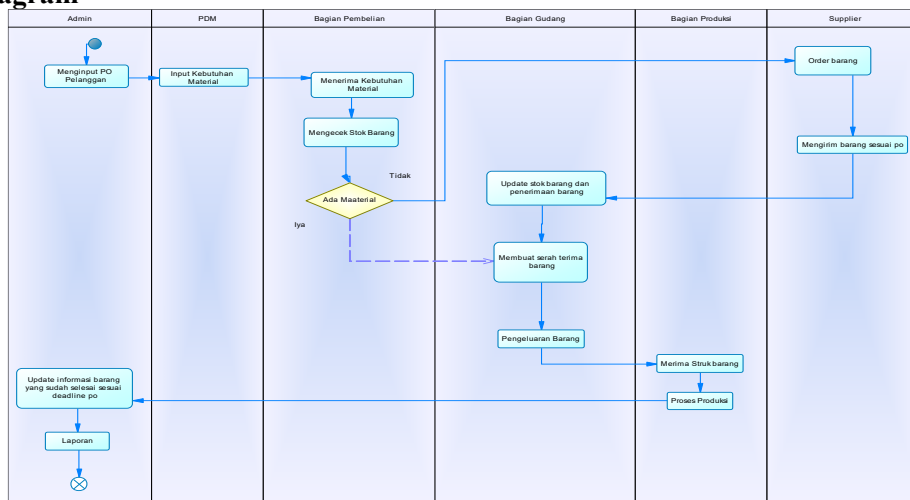 agram
Admin
PDM
Bagian Pembelian
Bagian Gudang
Bagian Produksi
Supplier
Menginput PO
Pelanggan
Input Kebutuhan
Material
Menerima Kebutuhan
Material
Order barang
Mengecek Stok Barang
Mengirim barang sesuai po
Tidak
Ada Maaterial
Iya
Update stok barang dan
penerimaan barang
Membuat serah terima
barang
Pengeluaran Barang
Merima Struk barang
Proses Produksi
Update informasi barang
yang sudah selesai sesuai
deadline po
Laporan